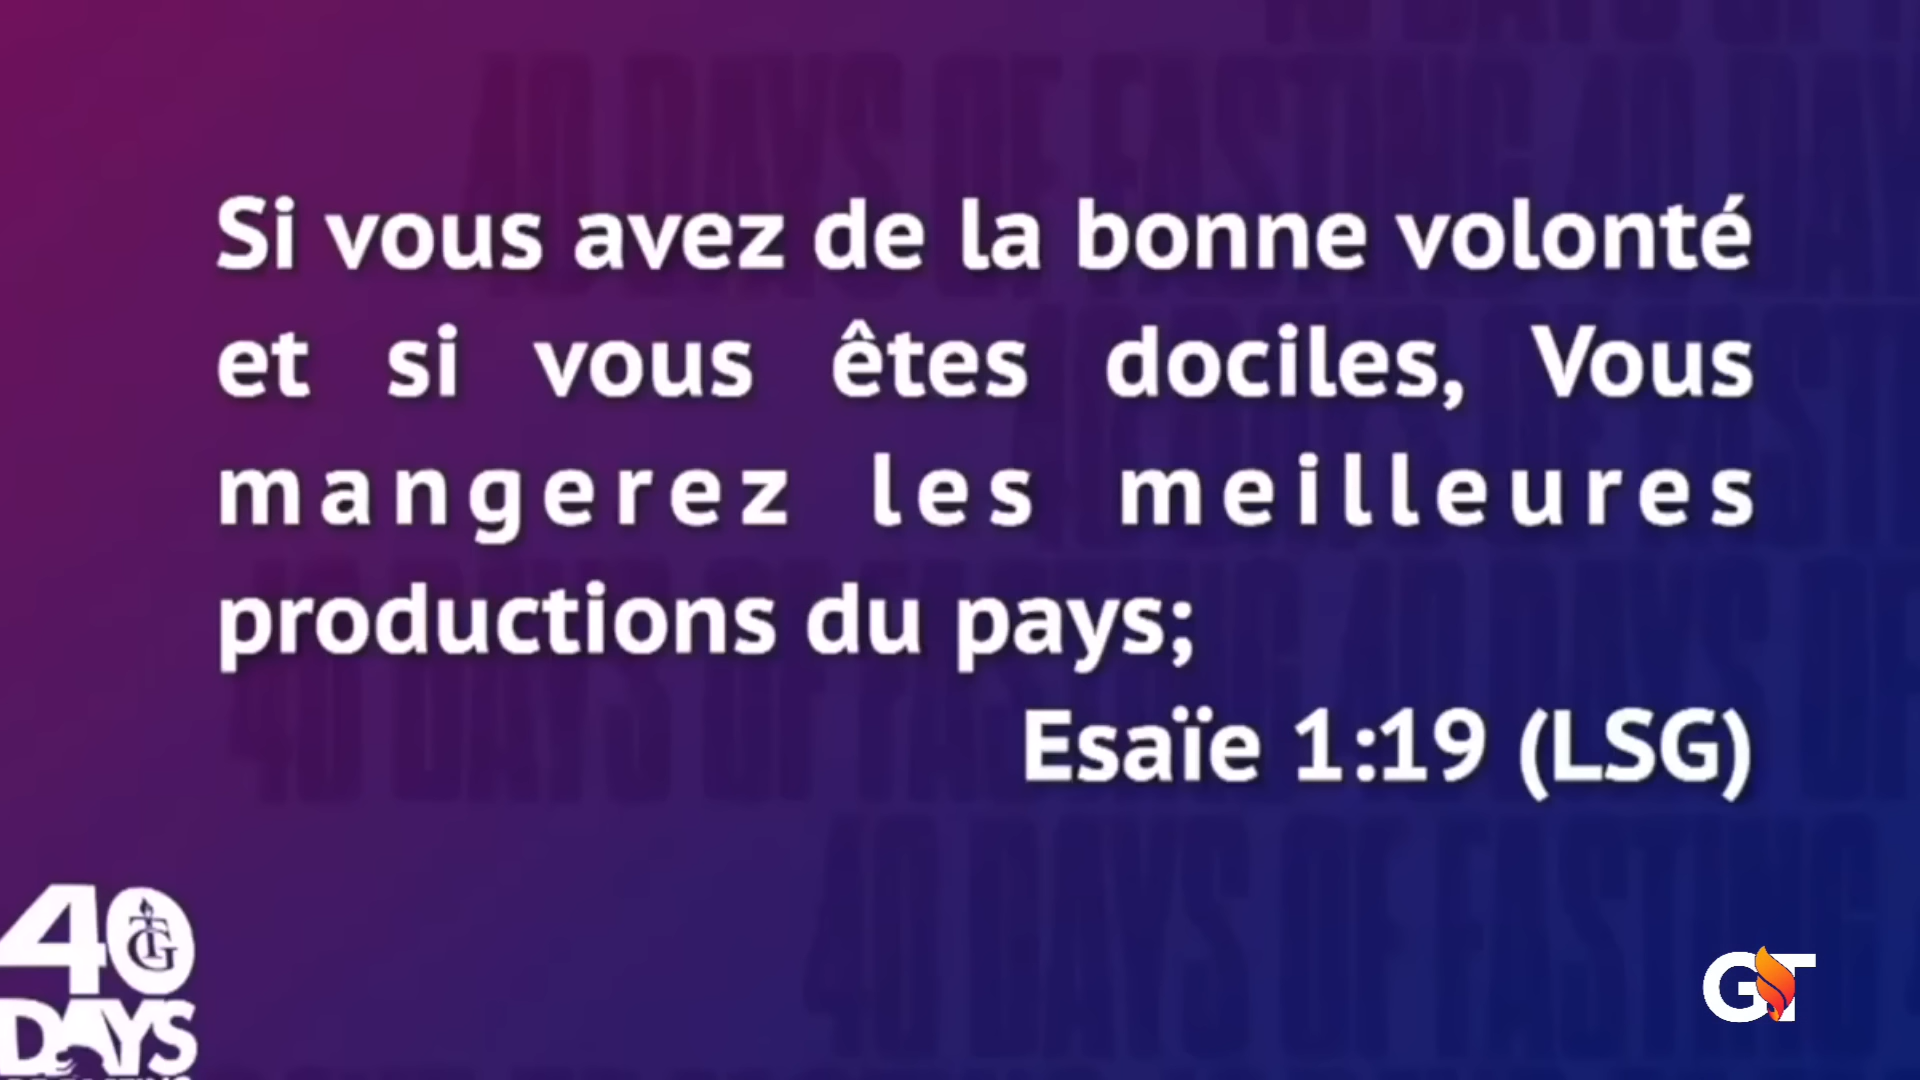 Si vous avez de la bonne volonté
et si vous êtes dociles, Vous
mangerez les meilleures
productions du pays;
Esaïe 1:19 (LSG)
40
DAYS
GT